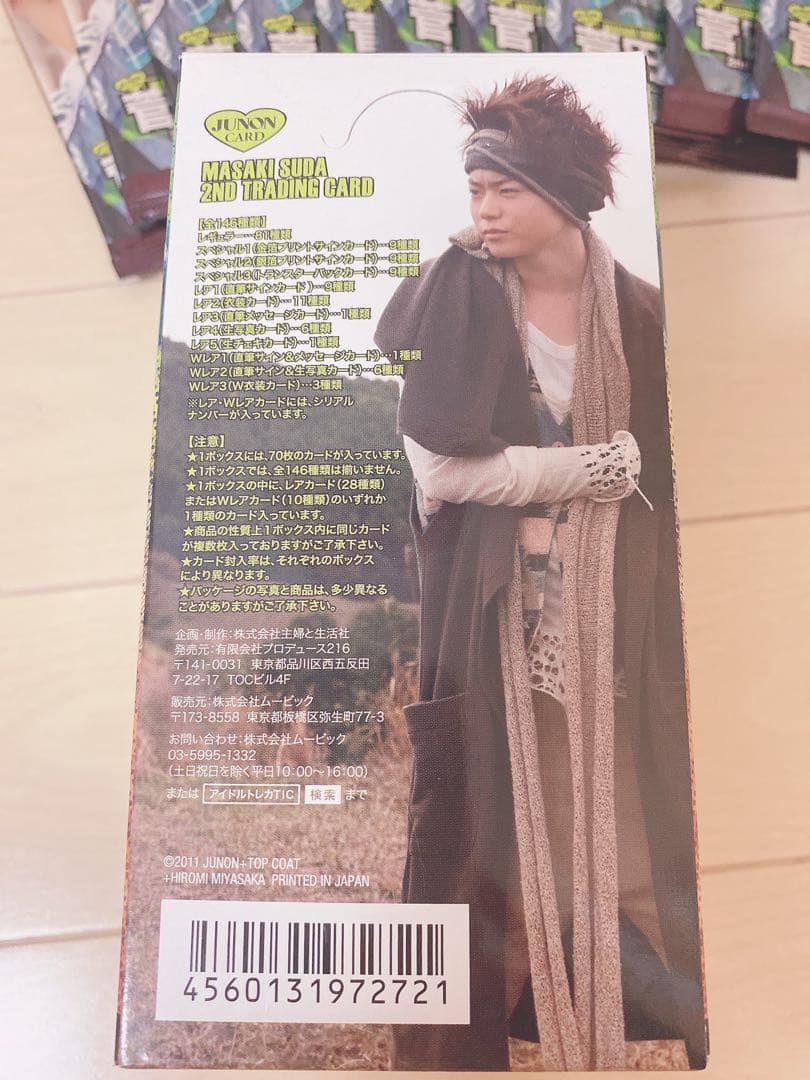 JUNON
CARD
MASAKI SUDA
2ND TRADING CARD
【全146種類】
レギュラー…81種類
スペシャル1(金箔プリントサインカード)…9種類
スペシャル2(銀箔プリントサインカード)…9種類
スペシャル3(トランスターパックカード)…9種類
レア1(直筆サインカード )…9種類
レア2(衣装カード)…11種類
レア3(直筆メッセージカード)…1種類
レア4(生写真カード)…6種類
レア5(生チェキカード)…1種類
Wレア1(直筆サイン&メッセージカード)…1種類
Wレア2(直筆サイン&生写真カード)…6種類
Wレア3(W衣装カード)…3種類
※レア・Wレアカードには、シリアル
ナンバーが入っています。
【注意】
★1ボックスには、70枚のカードが入っています。
★1ボックスでは、全146種類は揃いません。
★1ボックスの中に、レアカード(28種類)
またはWレアカード(10種類)のいずれか
1種類のカード入っています。
★商品の性質上1ボックス内に同じカード
が複数枚入っておりますがご了承下さい。
★カード封入率は、それぞれのボックス
により異なります。
★パッケージの写真と商品は、多少異なる
ことがありますがご了承下さい。
企画・制作:株式会社主婦と生活社
発売元:有限会社プロデュース216
〒141-0031 東京都品川区西五反田
7-22-17 TOCビル4F
販売元:株式会社ムービック
〒173-8558 東京都板橋区弥生町77-3
お問い合わせ:株式会社ムービック
03-5995-1332
(土日祝日を除く平日10:00〜16:00)
または アイドルトレカTIC 検索 まで
©2011 JUNON+TOP COAT
+HIROMI MIYASAKA PRINTED IN JAPAN
4560131972721